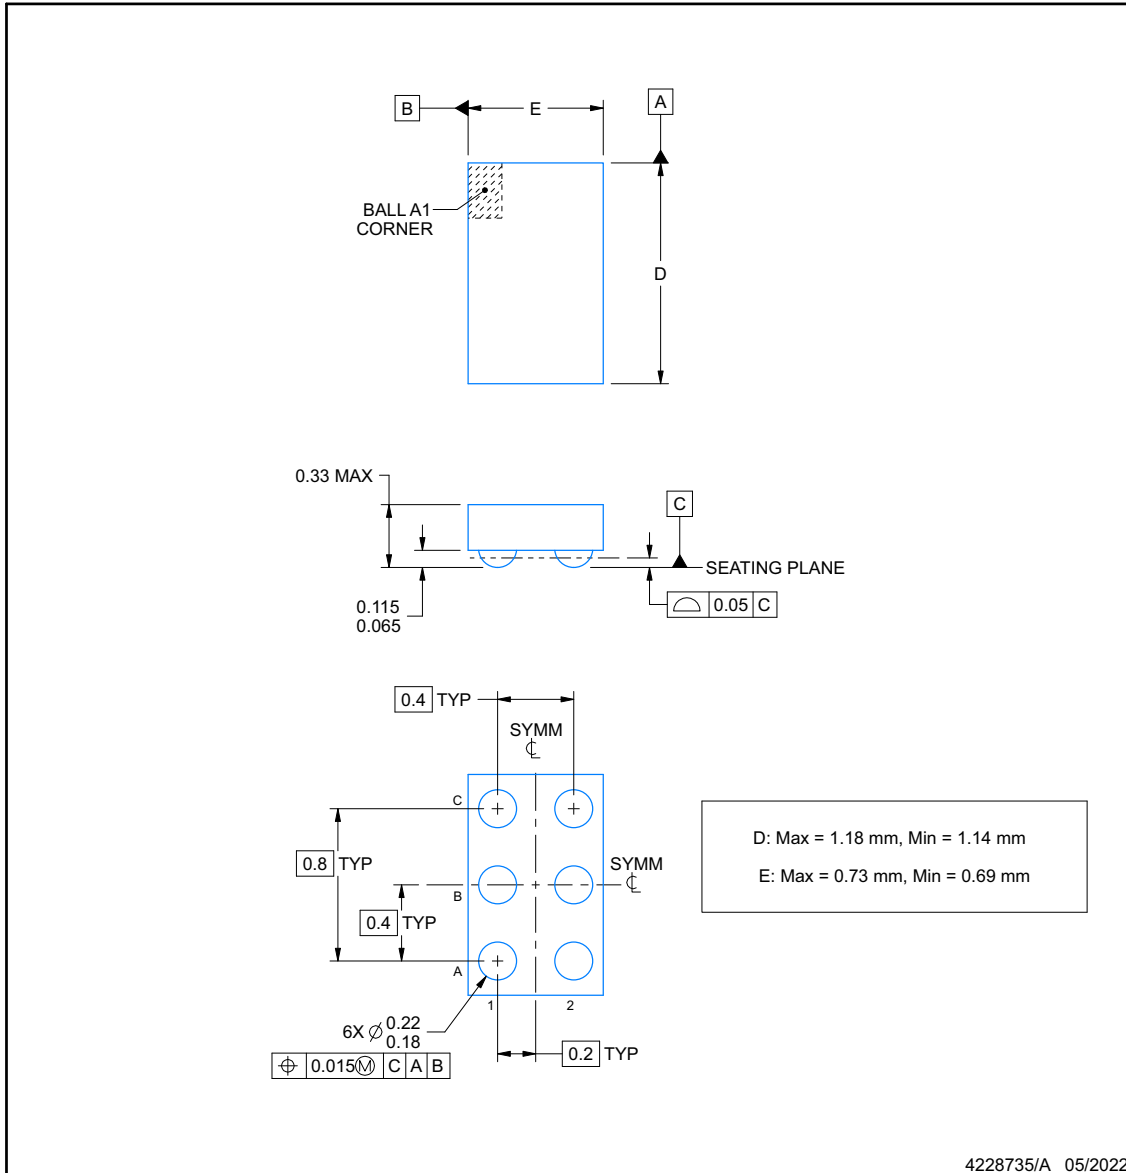 B
E
A
BALL A1
CORNER
D
0.33 MAX
C
SEATING PLANE
0.115
0.065
0.05 C
0.4 TYP
SYMM
C
0.8 TYP
SYMM
B
0.4 TYP
A
1 2
6X ⌀ 0.22
0.18
0.2 TYP
⌖ 0.015Ⓜ C A B
D: Max = 1.18 mm, Min = 1.14 mm
E: Max = 0.73 mm, Min = 0.69 mm
4228735/A 05/2022